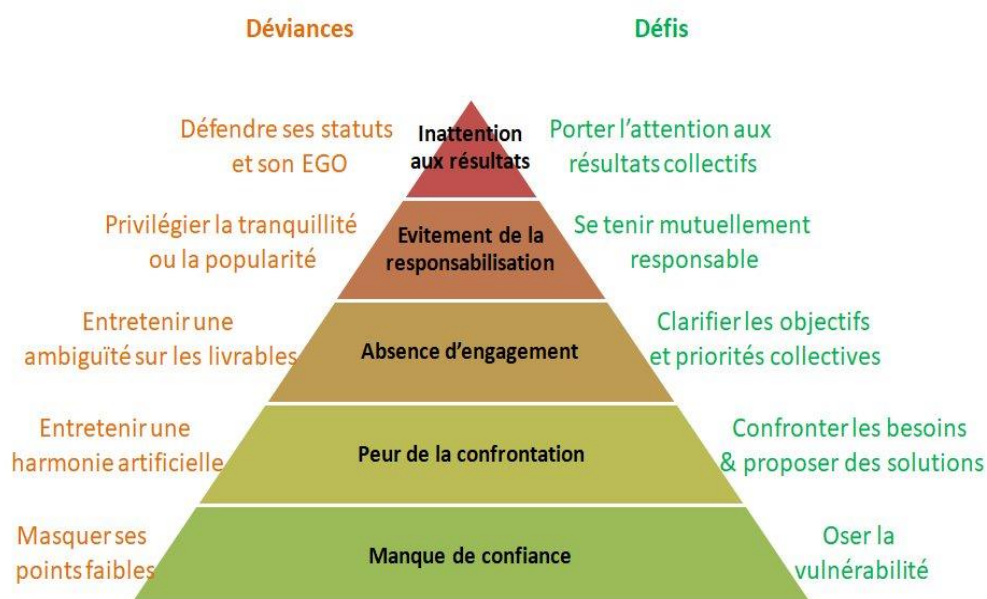 Déviances
Défis
Défendre ses statuts
et son EGO
Inattention
aux résultats
Porter l'attention aux
résultats collectifs
Privilégier la tranquillité
ou la popularité
Evitement de la
responsabilisation
Se tenir mutuellement
responsable
Entretenir une
ambiguïté sur les livrables
Absence d'engagement
Clarifier les objectifs
et priorités collectives
Entretenir une
harmonie artificielle
Peur de la confrontation
Confronter les besoins
& proposer des solutions
Masquer ses
points faibles
Manque de confiance
Oser la
vulnérabilité